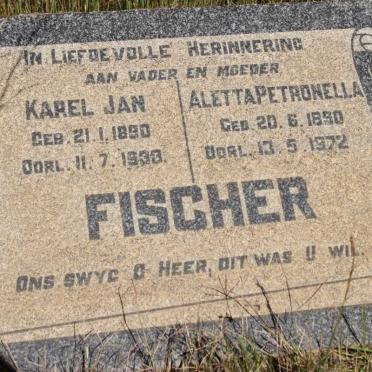 IN LIEFDEVOLLE HERINNERING
AAN VADER EN MOEDER
KAREL JAN
GEB. 21.1.1890
OORL. 11.7.1938.
ALETTA PETRONELLA
GEB. 20.6.1890
OORL. 13.5.1972
FISCHER
ONS SWYG O HEER, DIT WAS U WIL.